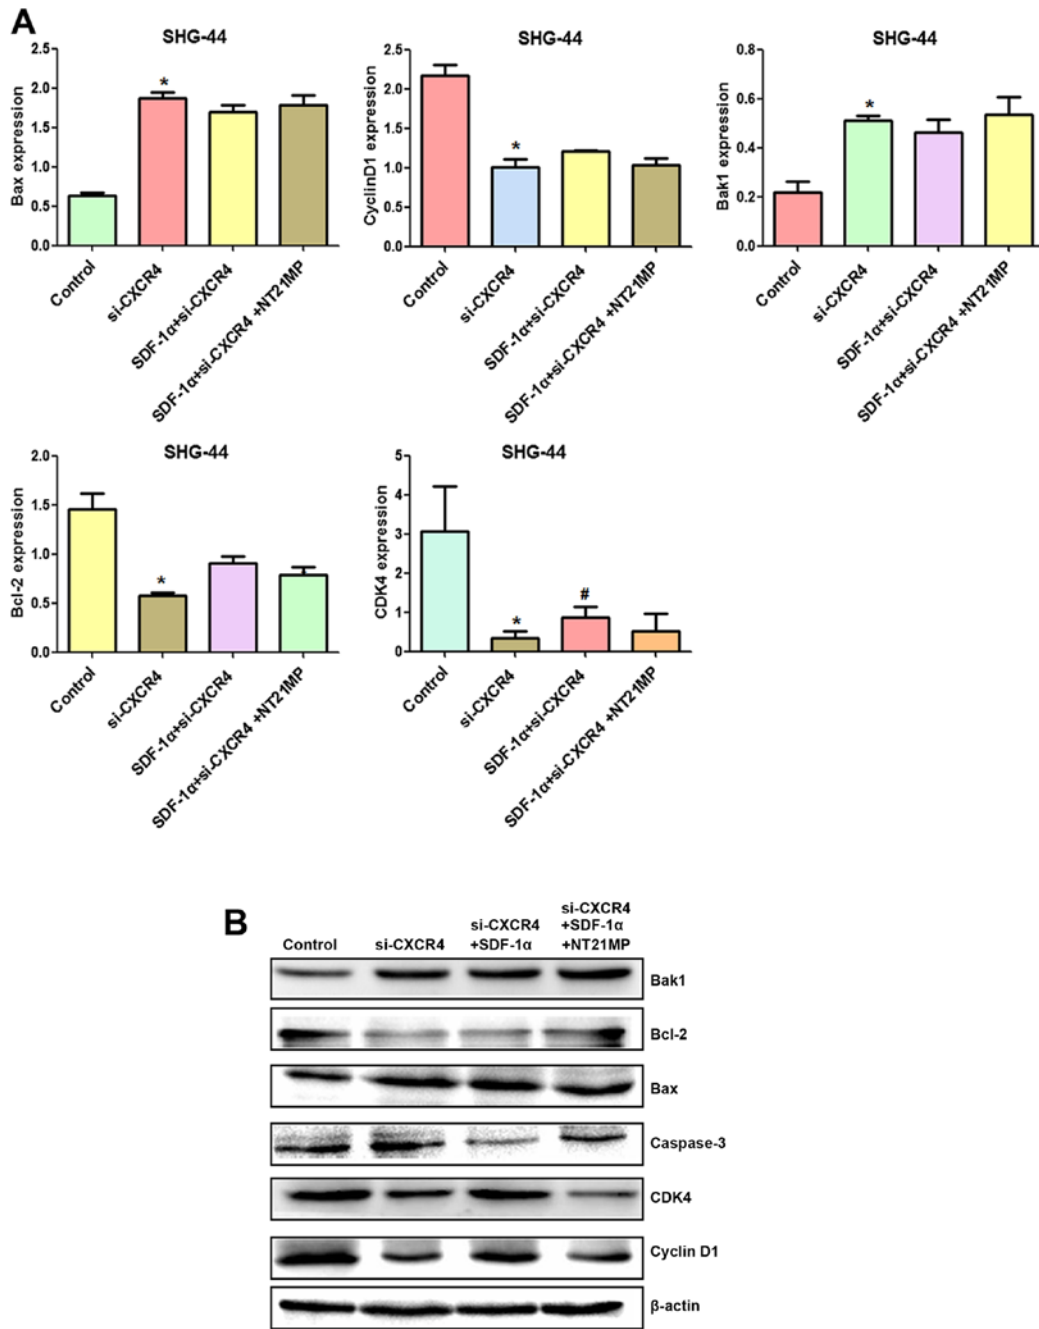 A
SHG-44
Bax expression
2.5
2.0
1.5
1.0
0.5
0.0
Control
si-CXCR4
SDF-1α+si-CXCR4
SDF-1α+si-CXCR4 +NT21MP
*
SHG-44
CyclinD1 expression
2.5
2.0
1.5
1.0
0.5
0.0
Control
si-CXCR4
SDF-1α+si-CXCR4
SDF-1α+si-CXCR4 +NT21MP
*
SHG-44
Bak1 expression
0.8
0.6
0.4
0.2
0.0
Control
si-CXCR4
SDF-1α+si-CXCR4
SDF-1α+si-CXCR4 +NT21MP
*
SHG-44
Bcl-2 expression
2.0
1.5
1.0
0.5
0.0
Control
si-CXCR4
SDF-1α+si-CXCR4
SDF-1α+si-CXCR4 +NT21MP
*
SHG-44
CDK4 expression
5
4
3
2
1
0
Control
si-CXCR4
SDF-1α+si-CXCR4
SDF-1α+si-CXCR4 +NT21MP
*
#
B
Control
si-CXCR4
si-CXCR4
+SDF-1α
si-CXCR4
+SDF-1α
+NT21MP
Bak1
Bcl-2
Bax
Caspase-3
CDK4
Cyclin D1
β-actin